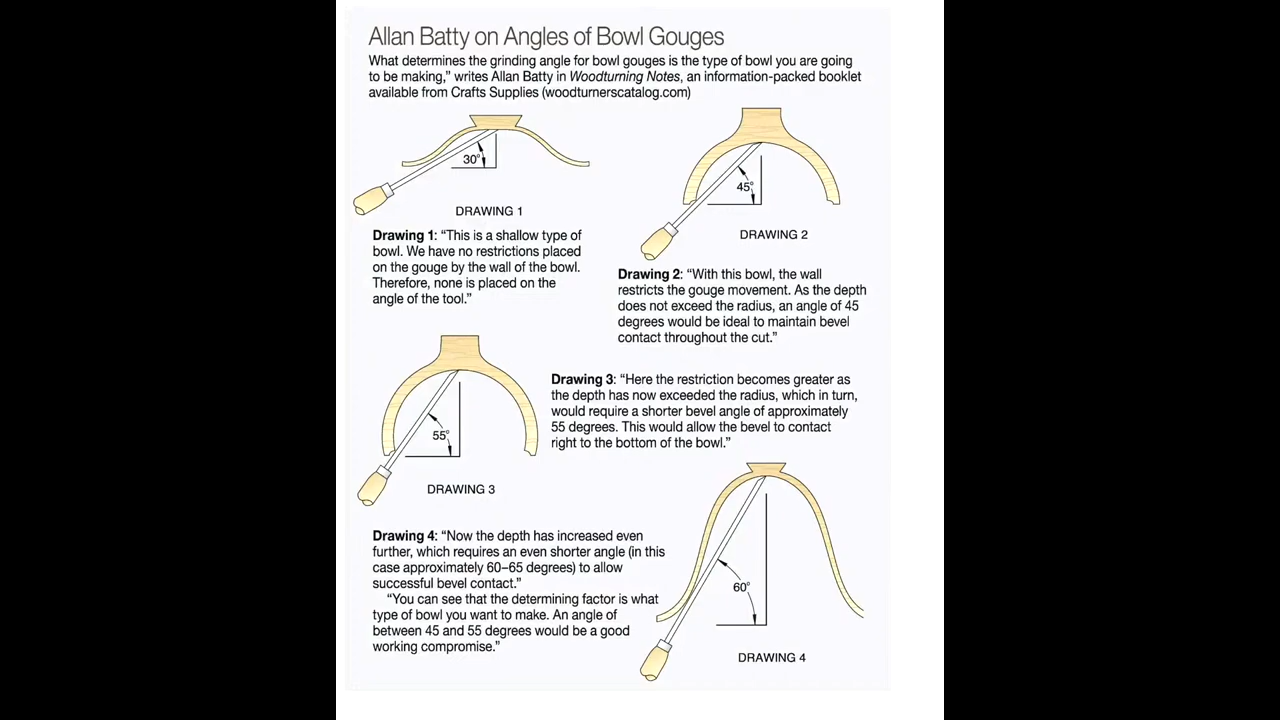 Allan Batty on Angles of Bowl Gouges
What determines the grinding angle for bowl gouges is the type of bowl you are going
to be making,” writes Allan Batty in Woodturning Notes, an information-packed booklet
available from Crafts Supplies (woodturnerscatalog.com)
30°
DRAWING 1
45°
DRAWING 2
Drawing 1: “This is a shallow type of
bowl. We have no restrictions placed
on the gouge by the wall of the bowl.
Therefore, none is placed on the
angle of the tool.”
Drawing 2: “With this bowl, the wall
restricts the gouge movement. As the depth
does not exceed the radius, an angle of 45
degrees would be ideal to maintain bevel
contact throughout the cut.”
55°
DRAWING 3
Drawing 3: “Here the restriction becomes greater as
the depth has now exceeded the radius, which in turn,
would require a shorter bevel angle of approximately
55 degrees. This would allow the bevel to contact
right to the bottom of the bowl.”
Drawing 4: “Now the depth has increased even
further, which requires an even shorter angle (in this
case approximately 60–65 degrees) to allow
successful bevel contact.”
“You can see that the determining factor is what
type of bowl you want to make. An angle of
between 45 and 55 degrees would be a good
working compromise.”
60°
DRAWING 4